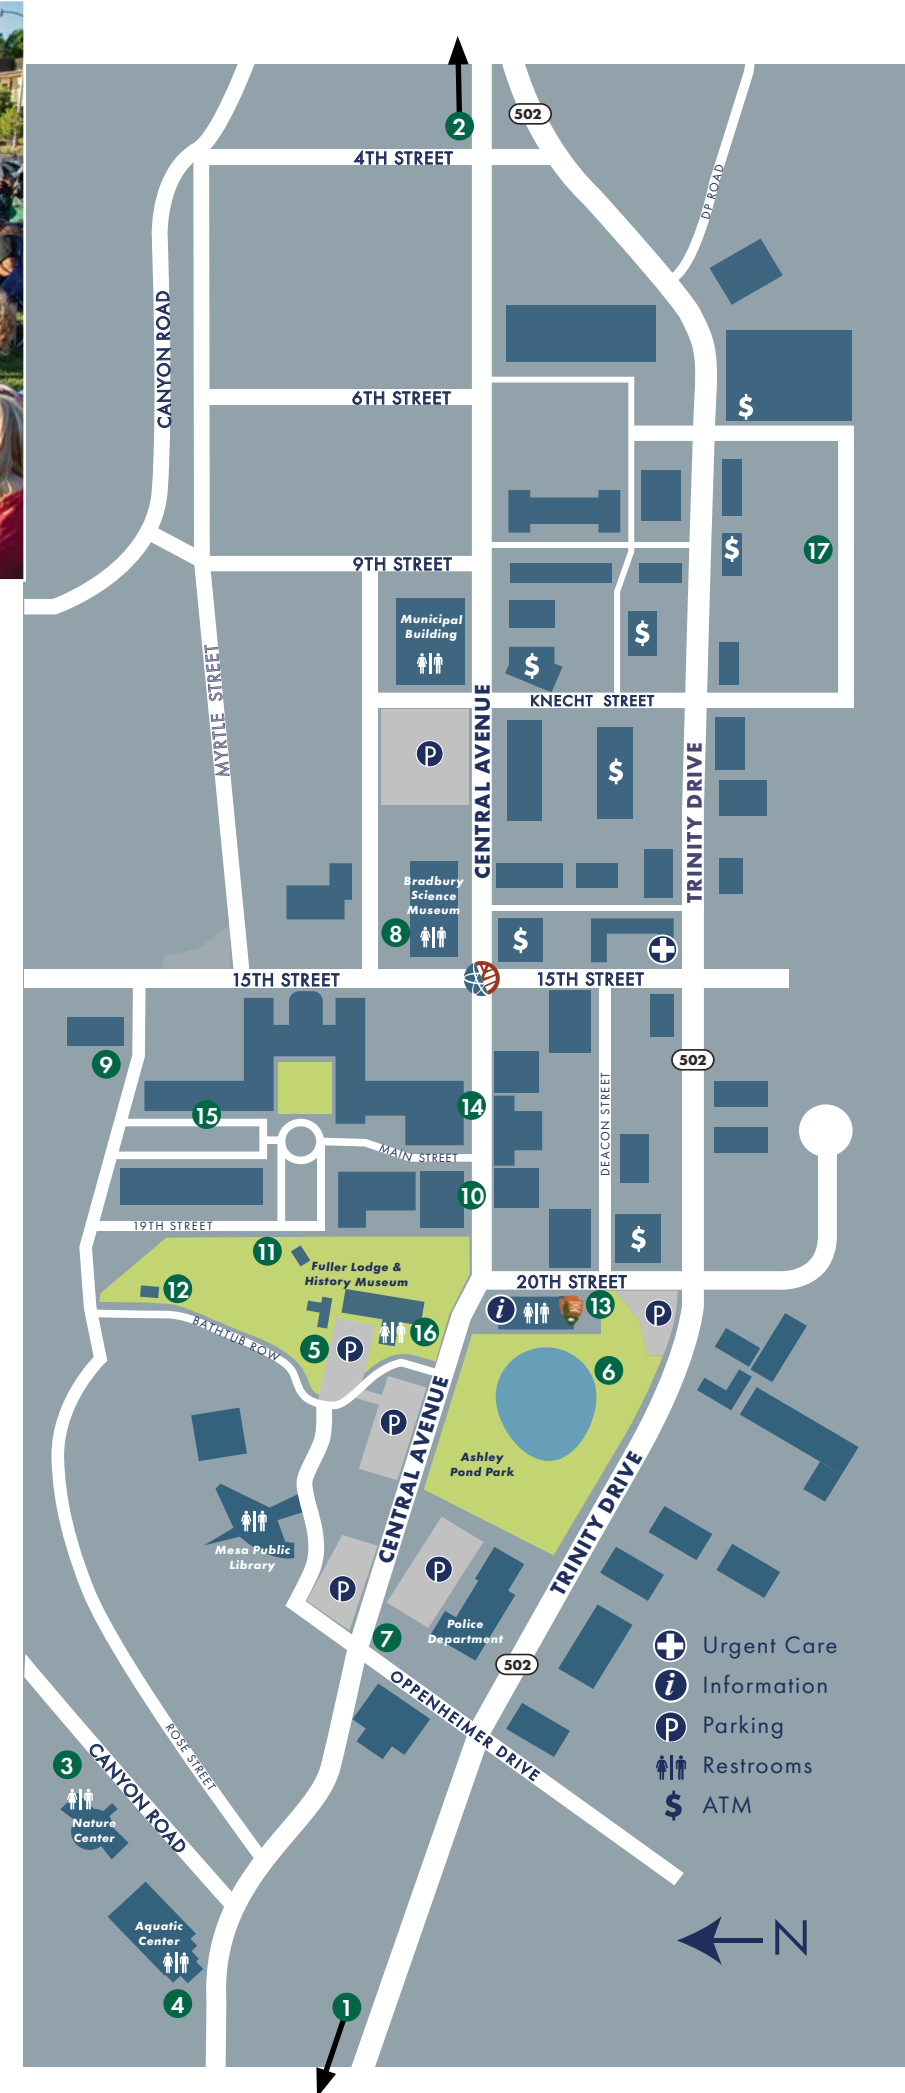 2
502
4TH STREET
DP ROAD
CANYON ROAD
6TH STREET
$
9TH STREET
$
17
Municipal
Building
$
$
MYRTLE STREET
KNECHT STREET
P
CENTRAL AVENUE
$
TRINITY DRIVE
Bradbury
Science
Museum
8
$
15TH STREET
15TH STREET
9
502
15
14
DEACON STREET
MAIN STREET
10
19TH STREET
$
11
Fuller Lodge &
History Museum
20TH STREET
12
i
13
P
BATHTUB ROW
5
P
16
6
P
CENTRAL AVENUE
Ashley
Pond Park
TRINITY DRIVE
Mesa Public
Library
P
P
Police
Department
7
502
OPPENHEIMER DRIVE
Urgent Care
i Information
P Parking
Restrooms
$ ATM
ROSE STREET
3
CANYON ROAD
Nature
Center
Aquatic
Center
N
4
1